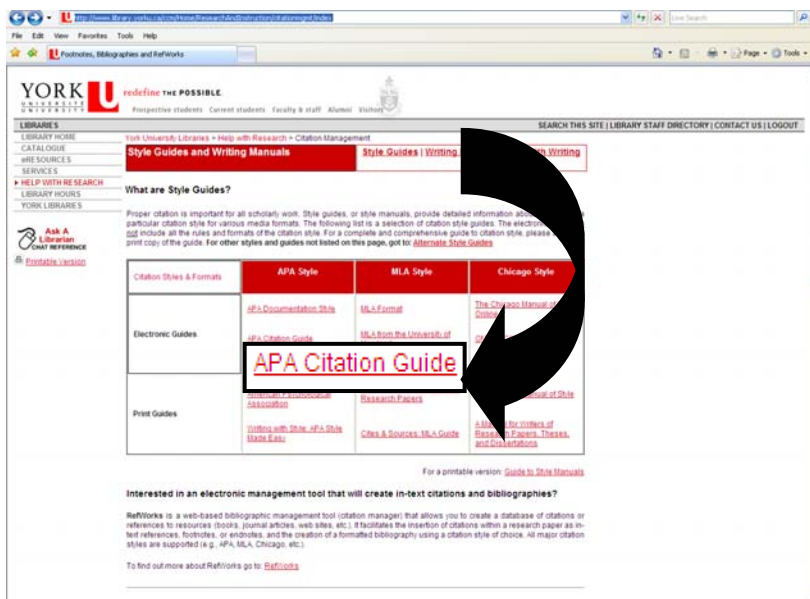 http://www.library.yorku.ca/ccm/Home/ResearchAndInstruction/citationmgmt/index
Live Search
File Edit View Favorites Tools Help
Footnotes, Bibliographies and RefWorks
Page Tools
YORK U
UNIVERSITÉ
UNIVERSITY
redefine THE POSSIBLE.
Prospective students Current students Faculty & staff Alumni Visitors
LIBRARIES
SEARCH THIS SITE | LIBRARY STAFF DIRECTORY | CONTACT US | LOGOUT
LIBRARY HOME
CATALOGUE
eRESOURCES
SERVICES
HELP WITH RESEARCH
LIBRARY HOURS
YORK LIBRARIES
Ask A
Librarian
CHAT REFERENCE
Printable Version
York University Libraries > Help with Research > Citation Management
Style Guides and Writing Manuals
Style Guides | Writing
Writing
What are Style Guides?
Proper citation is important for all scholarly work. Style guides, or style manuals, provide detailed information
particular citation style for various media formats. The following list is a selection of citation style guides. The
not include all the rules and formats of the citation style. For a complete and comprehensive guide to citation style, please
print copy of the guide. For other styles and guides not listed on this page, got to: Alternate Style Guides
Citation Styles & Formats
APA Style
MLA Style
Chicago Style
Electronic Guides
APA Documentation Style
APA Citation Guide
MLA Format
MLA from the University of
The Chicago Manual of
Online
APA Citation Guide
Print Guides
American Psychological
Association
Writing with Style: APA Style
Made Easy
Research Papers
Cites & Sources: MLA Guide
Manual of Style
A Manual for Writers of
Research Papers, Theses,
and Dissertations
For a printable version: Guide to Style Manuals
Interested in an electronic management tool that will create in-text citations and bibliographies?
RefWorks is a web-based bibliographic management tool (citation manager) that allows you to create a database of citations or
references to resources (books, journal articles, web sites, etc.). It facilitates the insertion of citations within a research paper as in-
text references, footnotes, or endnotes, and the creation of a formatted bibliography using a citation style of choice. All major citation
styles are supported (e.g., APA, MLA, Chicago, etc.).
To find out more about RefWorks go to: RefWorks